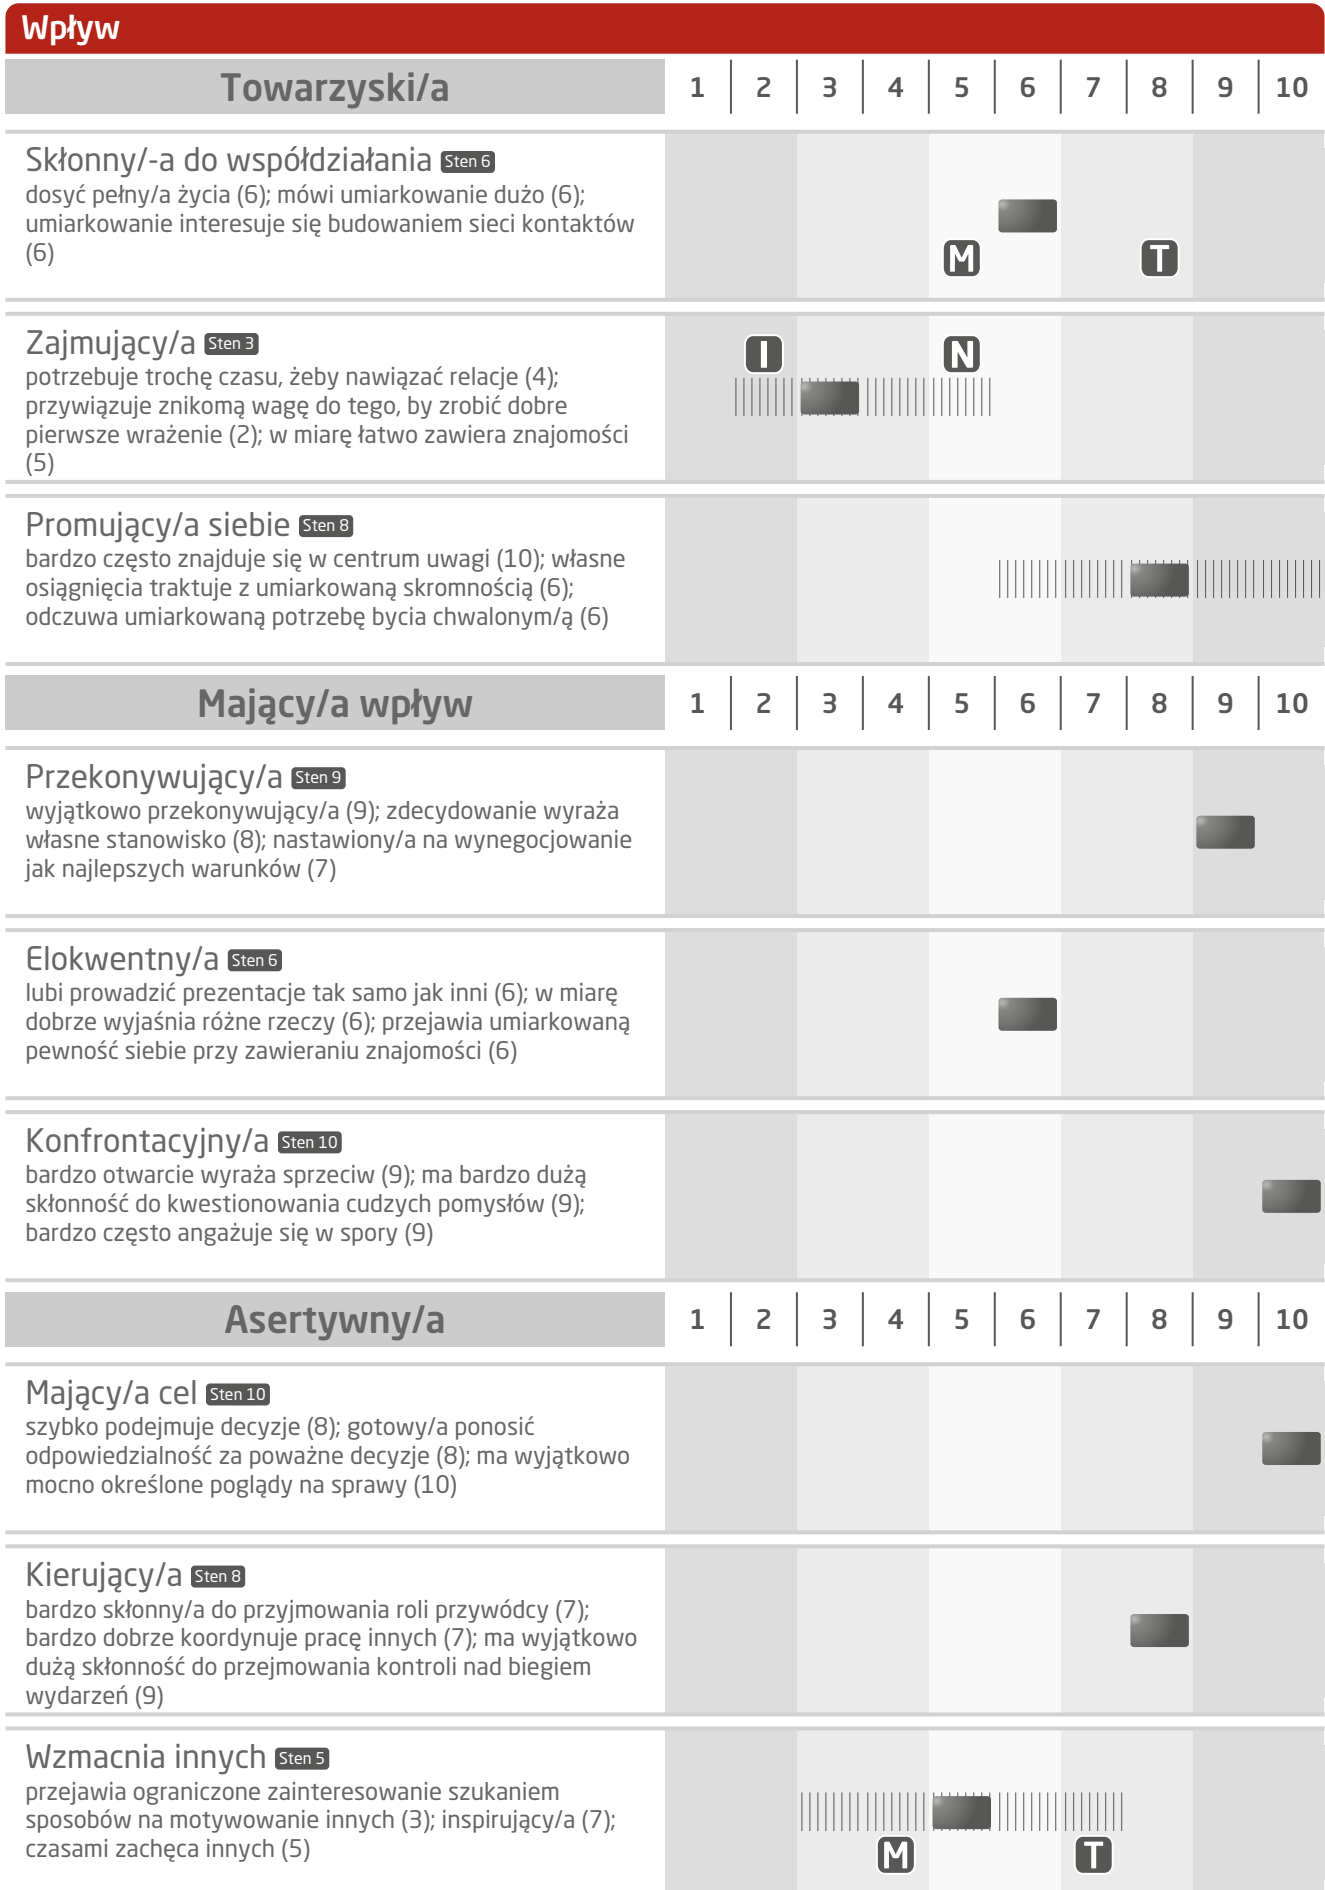 Wpływ
Towarzyski/a 1 2 3 4 5 6 7 8 9 10
Skłonny/-a do współdziałania Sten 6
dosyć pełny/a życia (6); mówi umiarkowanie dużo (6);
umiarkowanie interesuje się budowaniem sieci kontaktów
(6)
M T
Zajmujący/a Sten 3
I N
potrzebuje trochę czasu, żeby nawiązać relacje (4);
przywiązuje znikomą wagę do tego, by zrobić dobre
pierwsze wrażenie (2); w miarę łatwo zawiera znajomości
(5)
Promujący/a siebie Sten 8
bardzo często znajduje się w centrum uwagi (10); własne
osiągnięcia traktuje z umiarkowaną skromnością (6);
odczuwa umiarkowaną potrzebę bycia chwalonym/ą (6)
Mający/a wpływ 1 2 3 4 5 6 7 8 9 10
Przekonywujący/a Sten 9
wyjątkowo przekonywujący/a (9); zdecydowanie wyraża
własne stanowisko (8); nastawiony/a na wynegocjowanie
jak najlepszych warunków (7)
Elokwentny/a Sten 6
lubi prowadzić prezentacje tak samo jak inni (6); w miarę
dobrze wyjaśnia różne rzeczy (6); przejawia umiarkowaną
pewność siebie przy zawieraniu znajomości (6)
Konfrontacyjny/a Sten 10
bardzo otwarcie wyraża sprzeciw (9); ma bardzo dużą
skłonność do kwestionowania cudzych pomysłów (9);
bardzo często angażuje się w spory (9)
Asertywny/a 1 2 3 4 5 6 7 8 9 10
Mający/a cel Sten 10
szybko podejmuje decyzje (8); gotowy/a ponosić
odpowiedzialność za poważne decyzje (8); ma wyjątkowo
mocno określone poglądy na sprawy (10)
Kierujący/a Sten 8
bardzo skłonny/a do przyjmowania roli przywódcy (7);
bardzo dobrze koordynuje pracę innych (7); ma wyjątkowo
dużą skłonność do przejmowania kontroli nad biegiem
wydarzeń (9)
Wzmacnia innych Sten 5
przejawia ograniczone zainteresowanie szukaniem
sposobów na motywowanie innych (3); inspirujący/a (7);
czasami zachęca innych (5)
M T